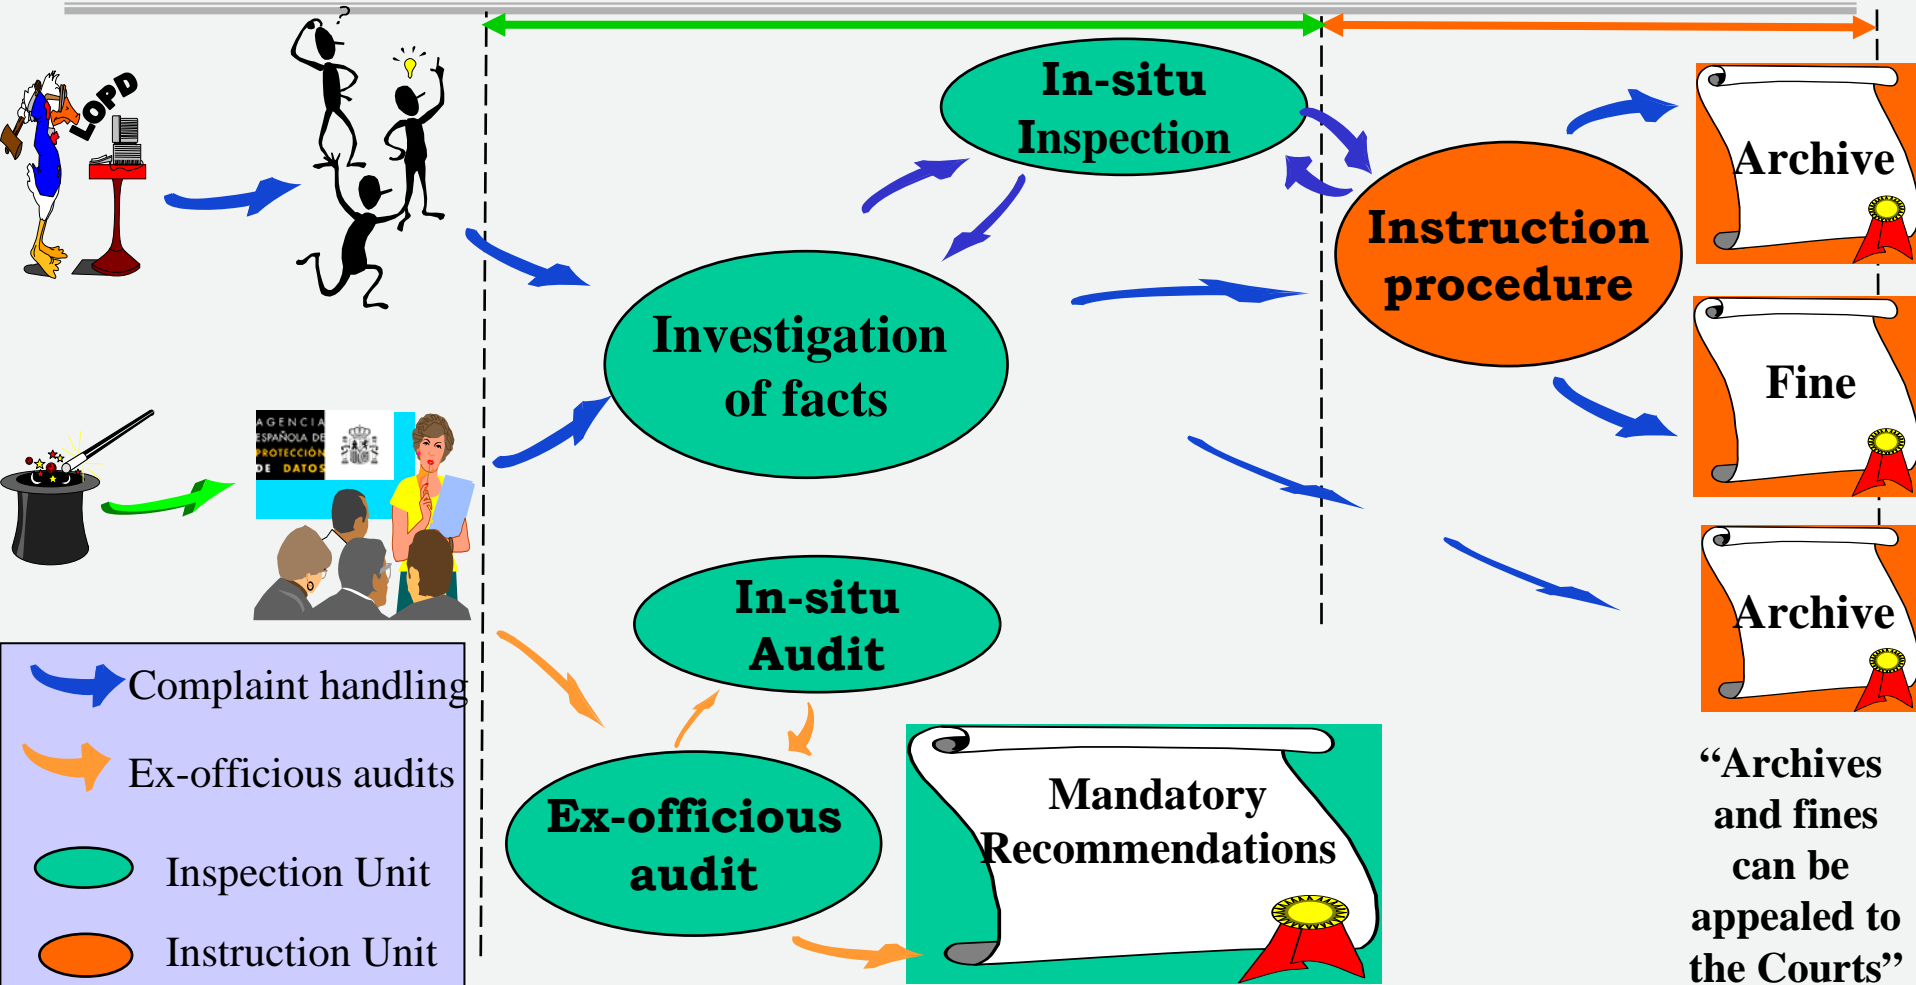 ?
LOPD
In-situ
Inspection
Archive
Instruction
procedure
Investigation
of facts
Fine
AGENCIA
ESPAÑOLA DE
PROTECCIÓN
DE DATOS
In-situ
Audit
Archive
Complaint handling
Ex-officious audits
Inspection Unit
Instruction Unit
Ex-officious
audit
Mandatory
Recommendations
“Archives
and fines
can be
appealed to
the Courts”